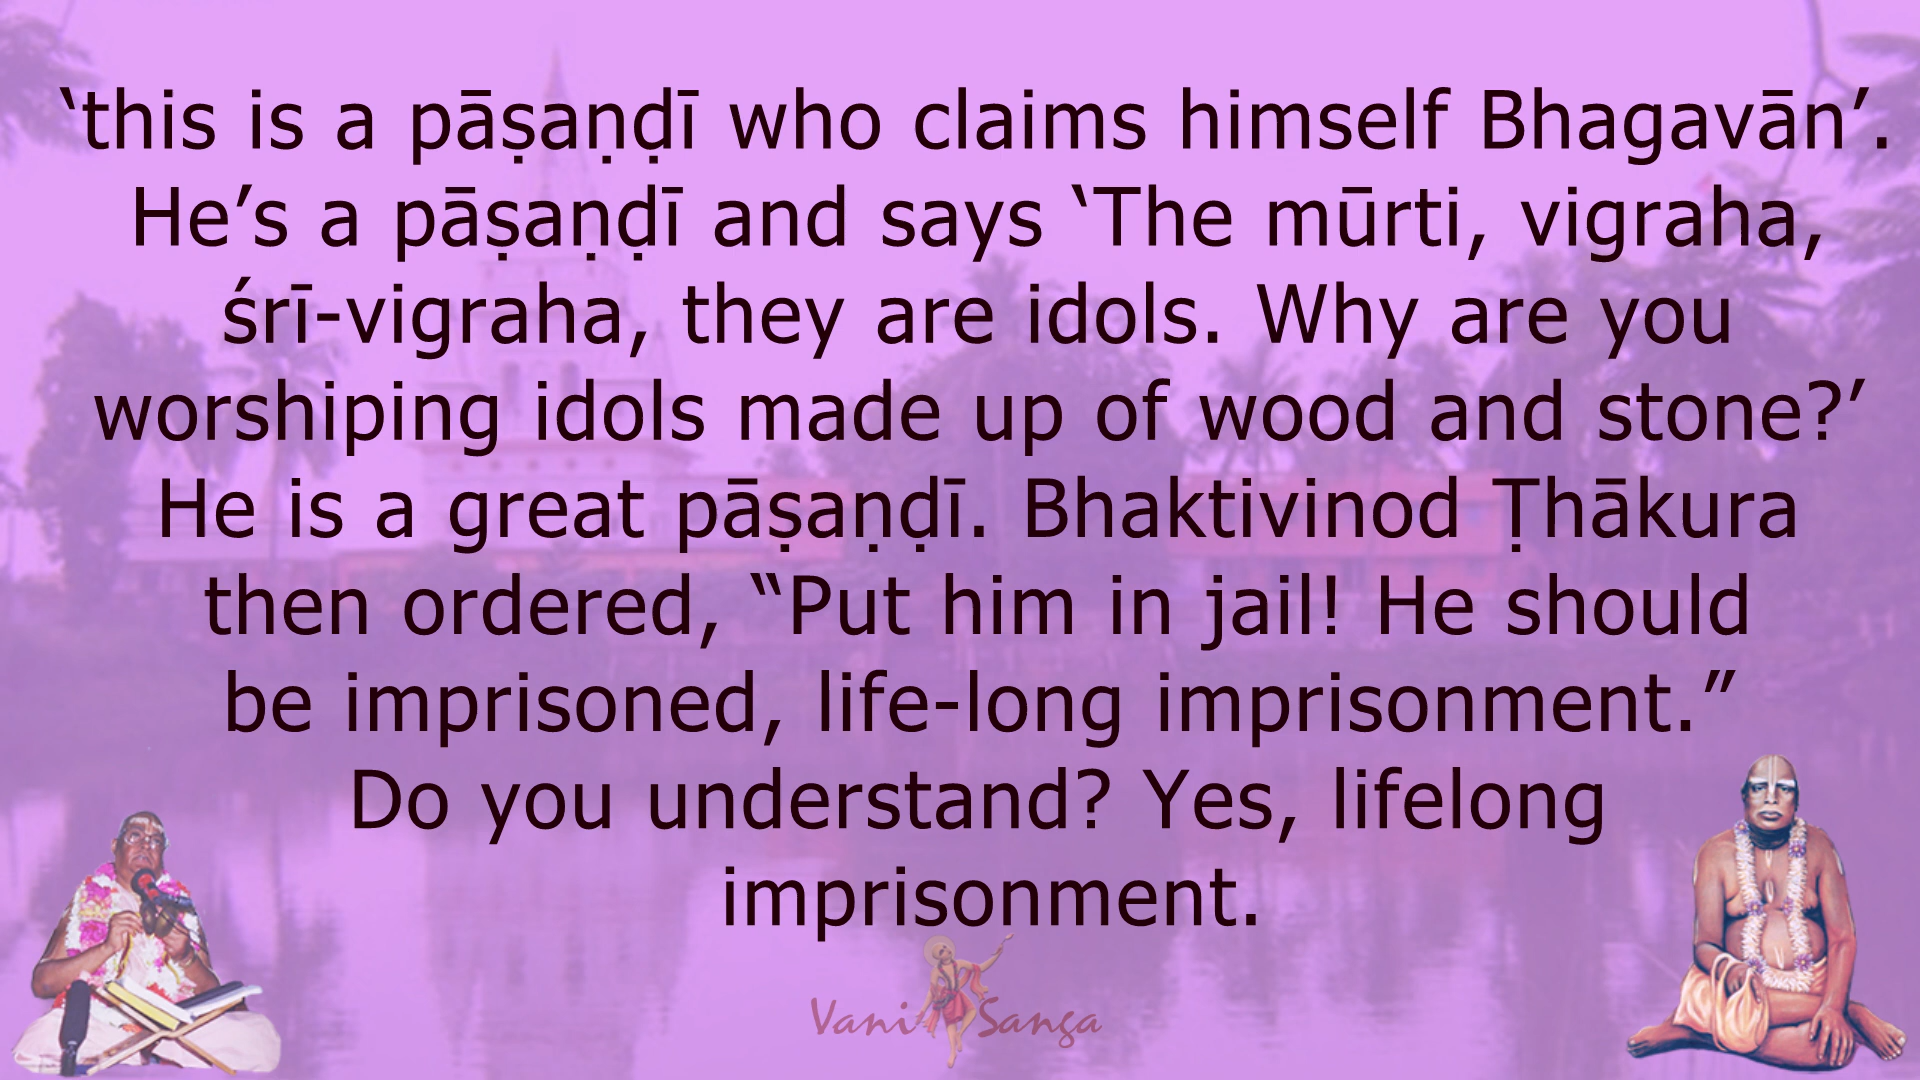 ‘this is a pāṣaṇḍī who claims himself Bhagavān’.
He’s a pāṣaṇḍī and says ‘The mūrti, vigraha,
śrī-vigraha, they are idols. Why are you
worshiping idols made up of wood and stone?’
He is a great pāṣaṇḍī. Bhaktivinod Ṭhākura
then ordered, “Put him in jail! He should
be imprisoned, life-long imprisonment.”
Do you understand? Yes, lifelong
imprisonment.
Vani Sanga